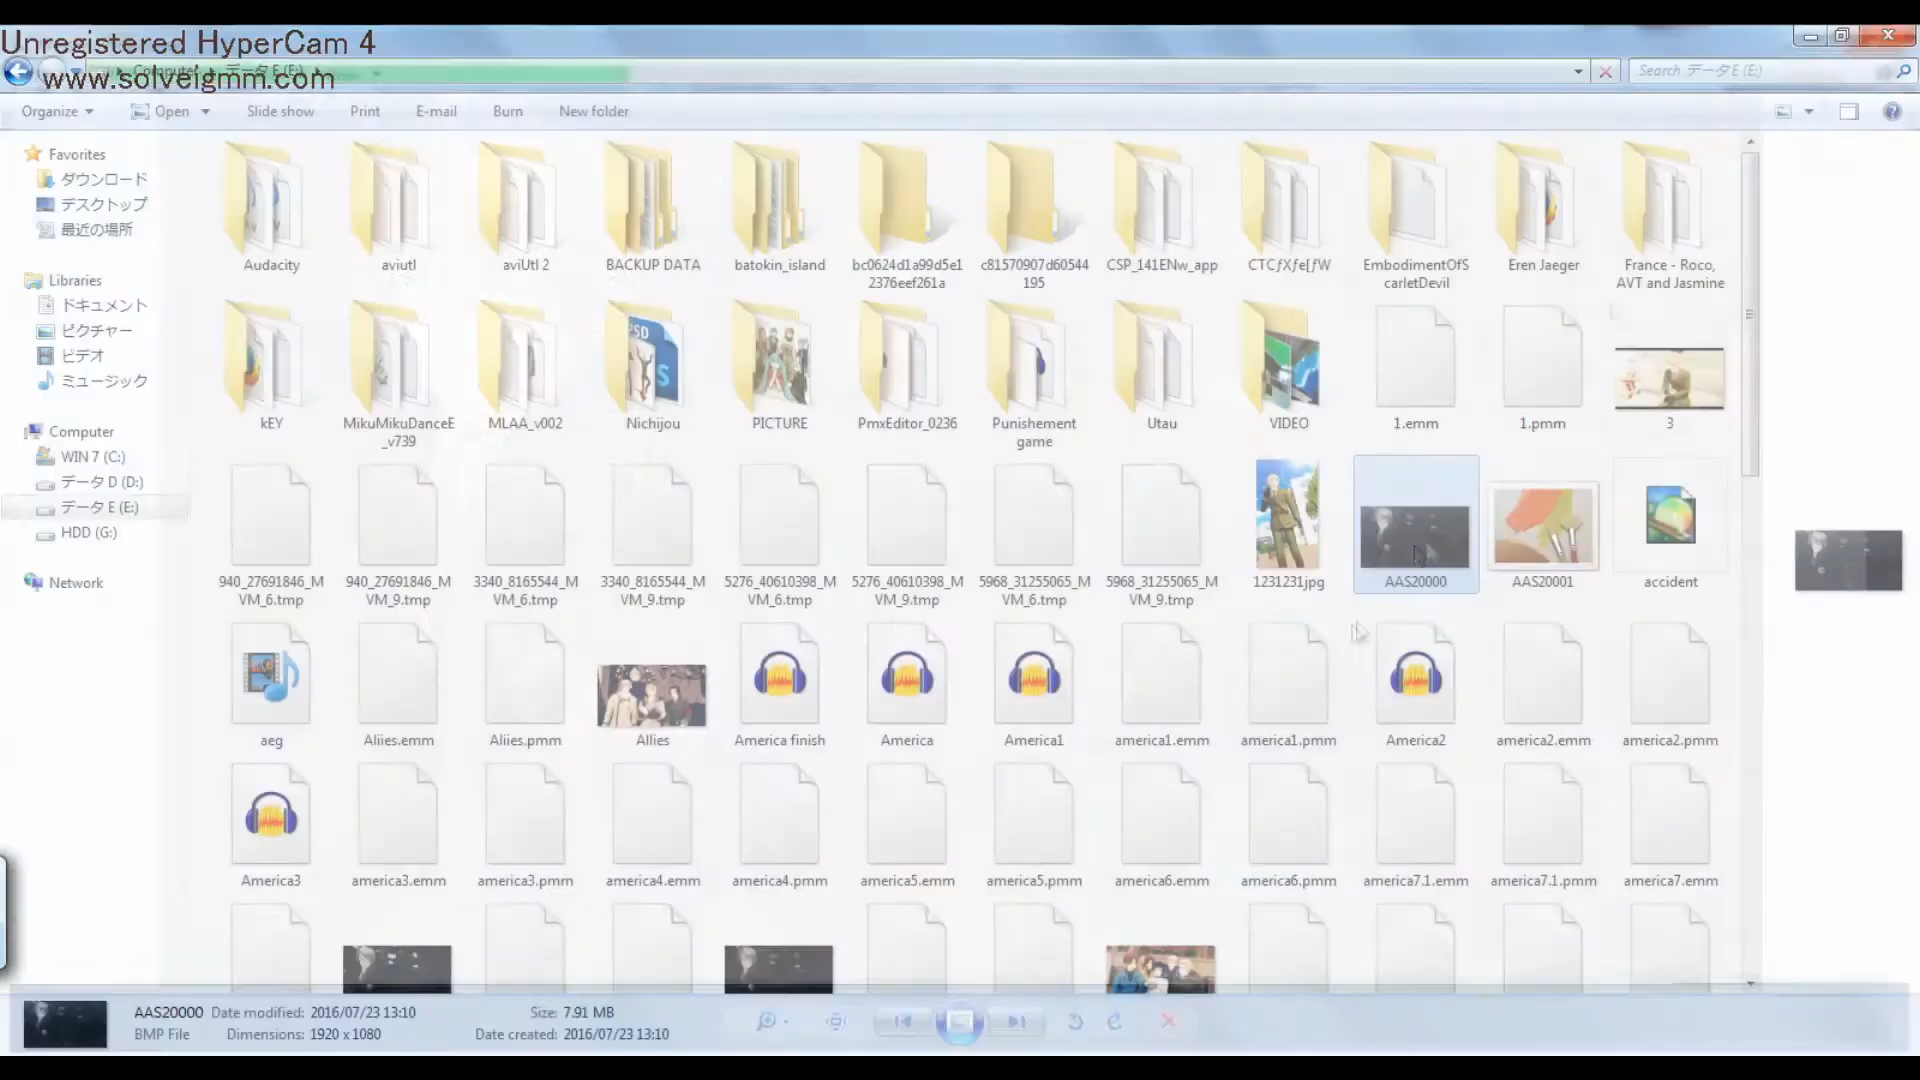 Unregistered HyperCam 4
Computer データ E (E:)
www.solveigmm.com
Search データ E (E:)
Organize Open Slide show Print E-mail Burn New folder
Favorites
ダウンロード
デスクトップ
最近の場所
Libraries
ドキュメント
ピクチャー
ビデオ
ミュージック
Computer
WIN 7 (C:)
データ D (D:)
データ E (E:)
HDD (G:)
Network
Audacity
aviutl
aviUtl 2
BACKUP DATA
batokin_island
bc0624d1a99d5e1
2376eef261a
c81570907d60544
195
CSP_141ENw_app
CTCƒXƒe[ƒW
EmbodimentOfS
carletDevil
Eren Jaeger
France - Roco,
AVT and Jasmine
kEY
MikuMikuDanceE
_v739
MLAA_v002
Nichijou
PICTURE
PmxEditor_0236
Punishement
game
Utau
VIDEO
1.emm
1.pmm
3
940_27691846_M
VM_6.tmp
940_27691846_M
VM_9.tmp
3340_8165544_M
VM_6.tmp
3340_8165544_M
VM_9.tmp
5276_40610398_M
VM_6.tmp
5276_40610398_M
VM_9.tmp
5968_31255065_M
VM_6.tmp
5968_31255065_M
VM_9.tmp
1231231jpg
AAS20000
AAS20001
accident
aeg
Aliies.emm
Aliies.pmm
Allies
America finish
America
America1
america1.emm
america1.pmm
America2
america2.emm
america2.pmm
America3
america3.emm
america3.pmm
america4.emm
america4.pmm
america5.emm
america5.pmm
america6.emm
america6.pmm
america7.1.emm
america7.1.pmm
america7.emm
AAS20000 Date modified: 2016/07/23 13:10 Size: 7.91 MB
BMP File Dimensions: 1920 x 1080 Date created: 2016/07/23 13:10